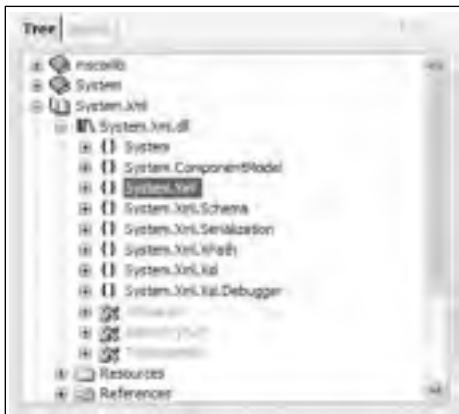 Tree
mscorlib
System
System.Xml
System.Xml.dll
{} System
{} System.ComponentModel
{} System.Xml
{} System.Xml.Schema
{} System.Xml.Serialization
{} System.Xml.XPath
{} System.Xml.Xsl
{} System.Xml.Xsl.Debugger
Resources
References